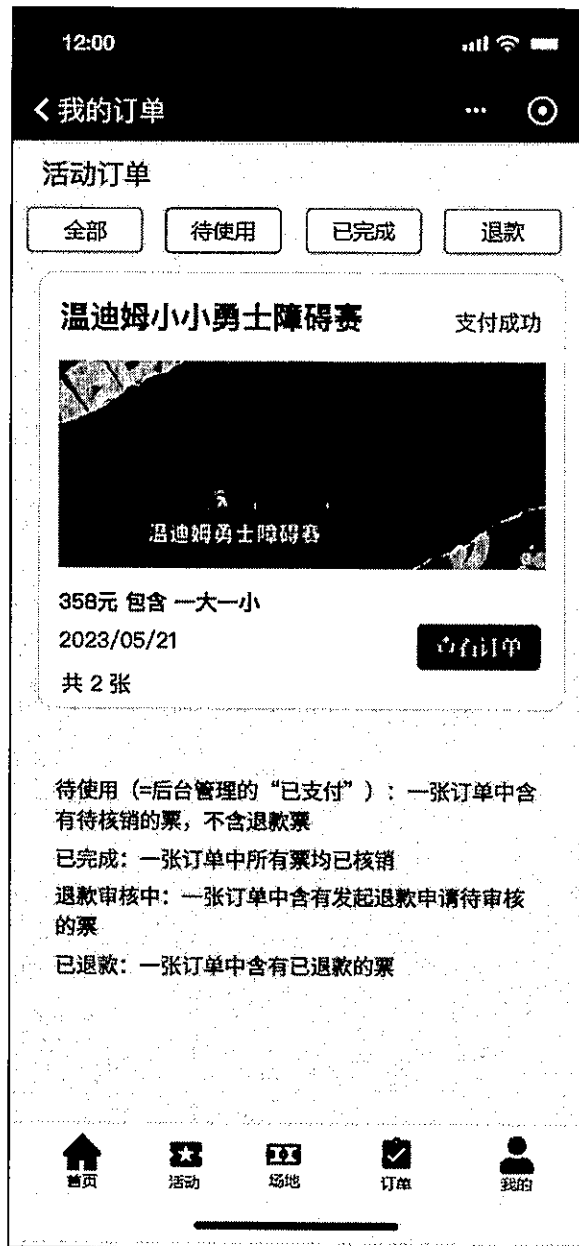 12:00
我的订单
活动订单
全部 待使用 已完成 退款
温迪姆小小勇士障碍赛 支付成功
温迪姆勇士障碍赛
358元 包含 一大一小
2023/05/21
查看订单
共 2 张
待使用（=后台管理的“已支付”）：一张订单中含
有待核销的票，不含退款票
已完成：一张订单中所有票均已核销
退款审核中：一张订单中含有发起退款申请待审核
的票
已退款：一张订单中含有已退款的票
首页 活动 场地 订单 我的